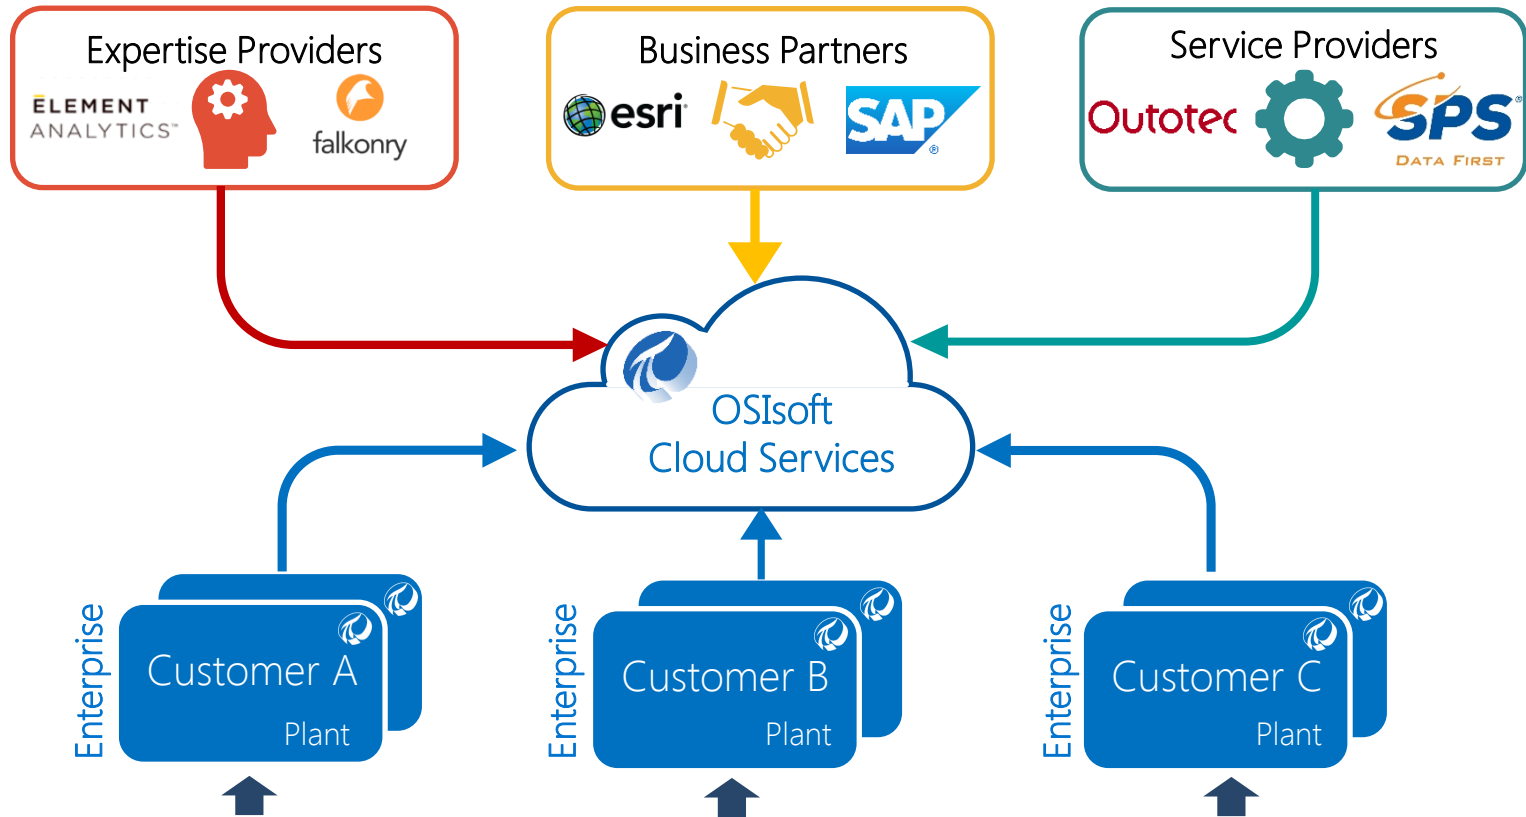 Expertise Providers
ELEMENT
ANALYTICS™
falkonry
Business Partners
esri®
SAP®
Service Providers
Outotec
SPS®
DATA FIRST
OSIsoft
Cloud Services
Enterprise
Customer A
Plant
Enterprise
Customer B
Plant
Enterprise
Customer C
Plant